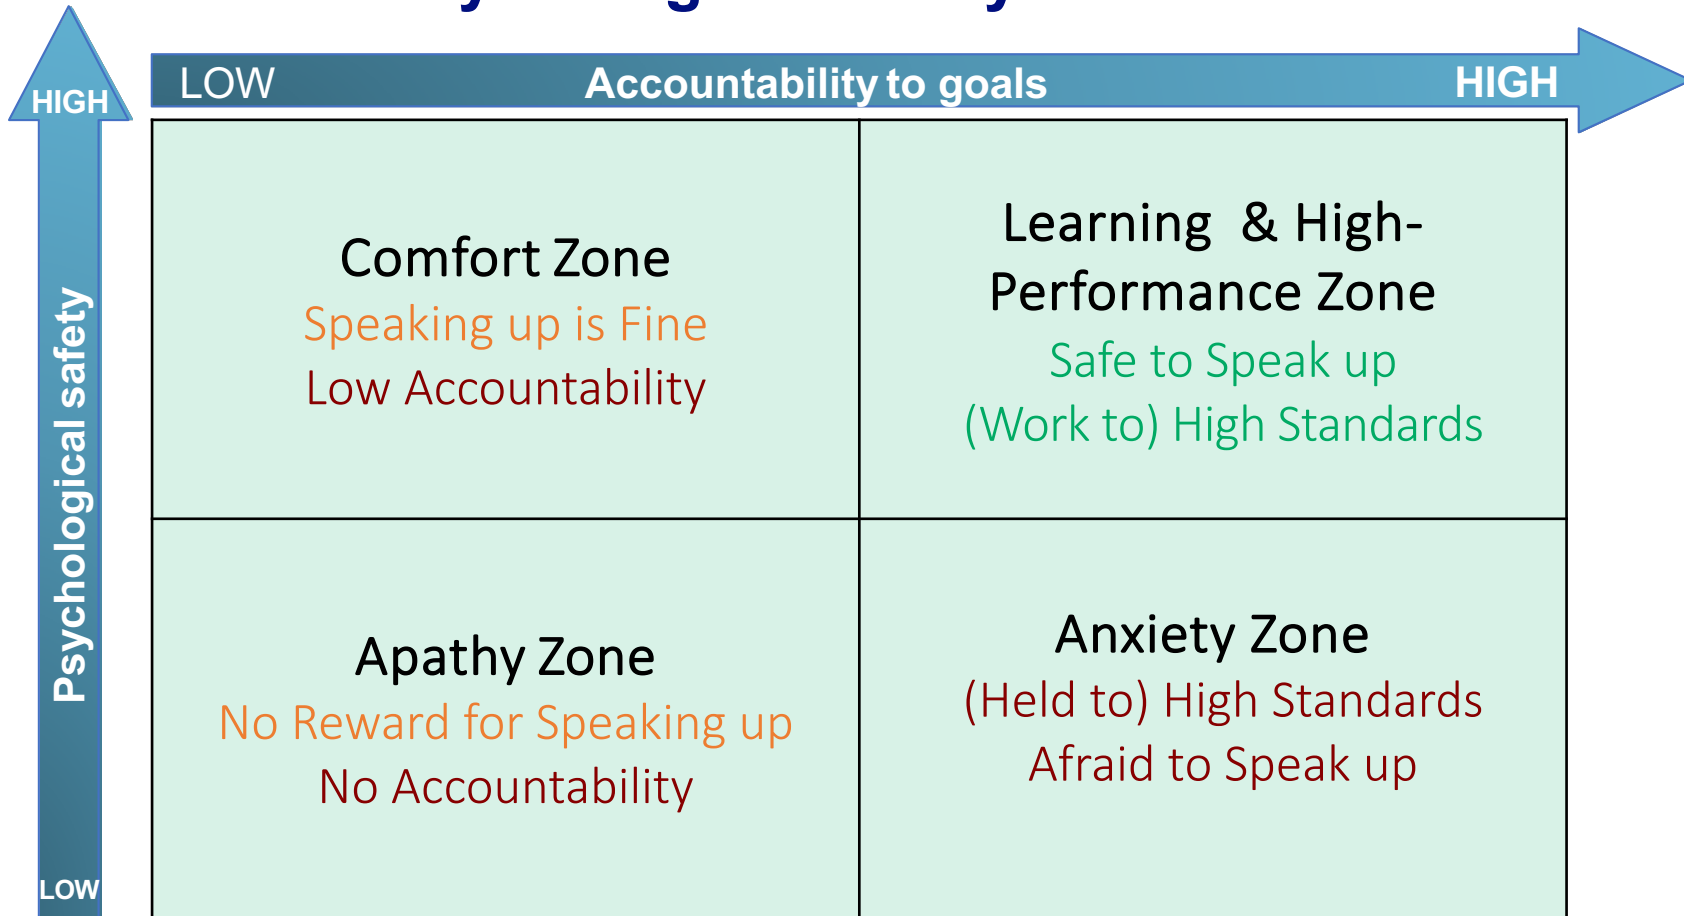 HIGH
LOW Accountability to goals HIGH
Comfort Zone
Speaking up is Fine
Low Accountability
Learning & High-
Performance Zone
Safe to Speak up
(Work to) High Standards
Psychological safety
Apathy Zone
No Reward for Speaking up
No Accountability
Anxiety Zone
(Held to) High Standards
Afraid to Speak up
LOW